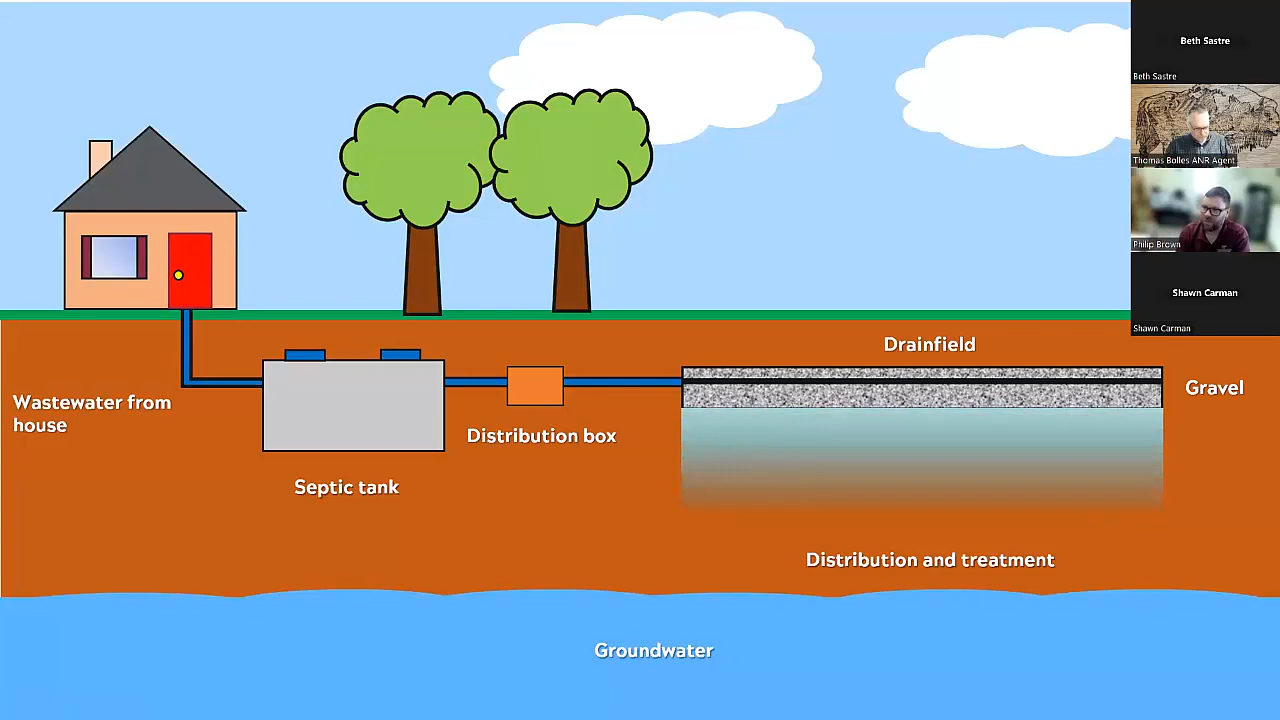 Beth Sastre
Beth Sastre
Thomas Bolles ANR Agent
Philip Brown
Shawn Carman
Shawn Carman
Drainfield
Gravel
Wastewater from
house
Distribution box
Septic tank
Distribution and treatment
Groundwater